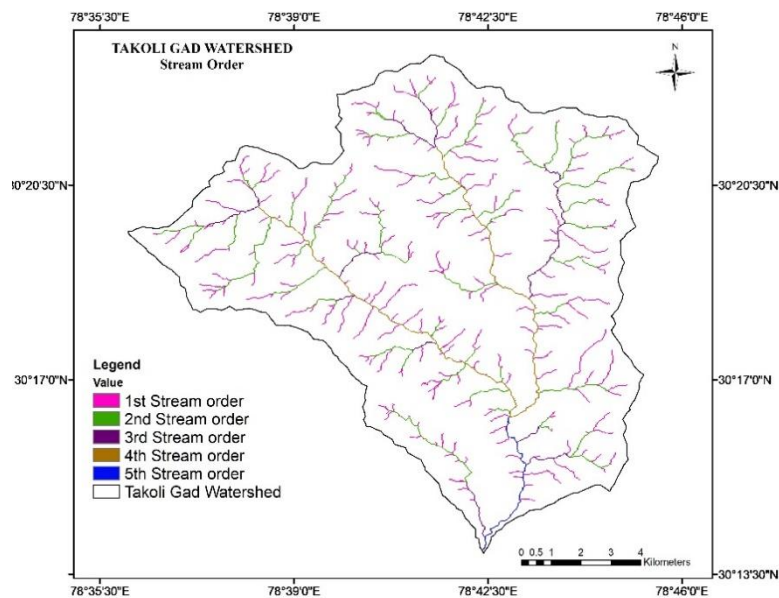 78°35'30"E 78°39'0"E 78°42'30"E 78°46'0"E
TAKOLI GAD WATERSHED
Stream Order
N
30°20'30"N 30°20'30"N
30°17'0"N 30°17'0"N
Legend
Value
1st Stream order
2nd Stream order
3rd Stream order
4th Stream order
5th Stream order
Takoli Gad Watershed
0 0.5 1 2 3 4
Kilometers
30°13'30"N
78°35'30"E 78°39'0"E 78°42'30"E 78°46'0"E